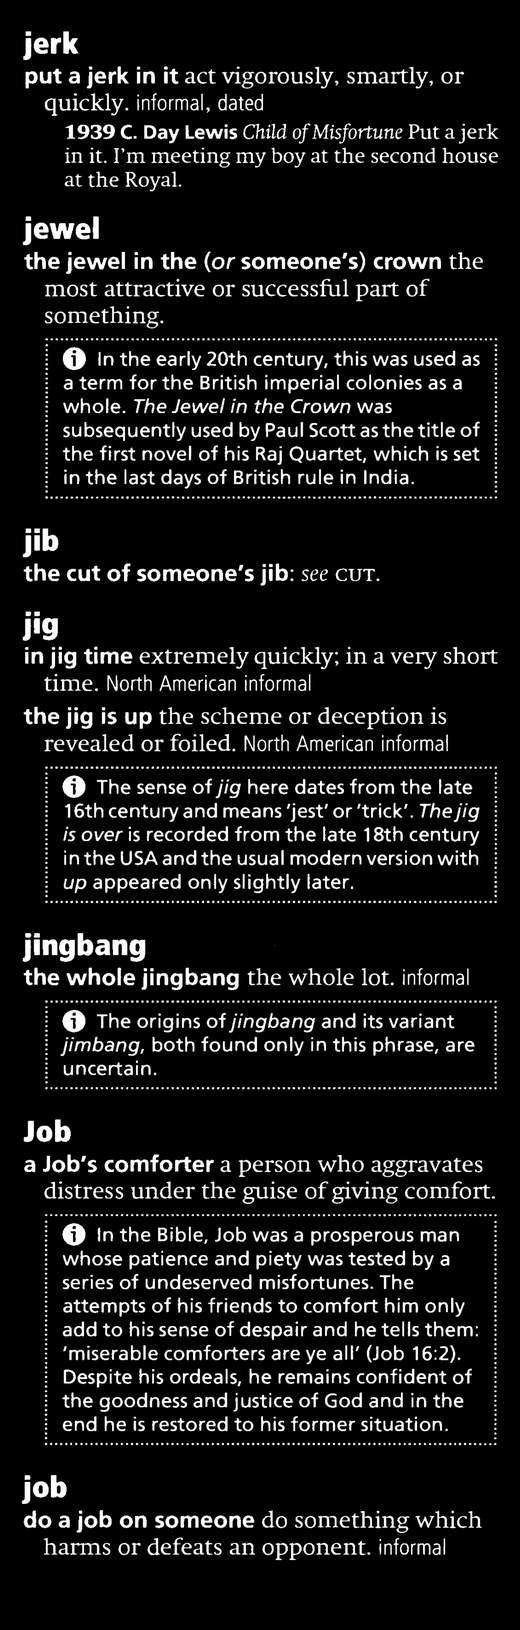 jerk
put a jerk in it act vigorously, smartly, or
quickly. informal, dated
1939 C. Day Lewis Child of Misfortune Put a jerk
in it. I'm meeting my boy at the second house
at the Royal.
jewel
the jewel in the (or someone's) crown the
most attractive or successful part of
something.
i In the early 20th century, this was used as
a term for the British imperial colonies as a
whole. The Jewel in the Crown was
subsequently used by Paul Scott as the title of
the first novel of his Raj Quartet, which is set
in the last days of British rule in India.
jib
the cut of someone's jib: see CUT.
jig
in jig time extremely quickly; in a very short
time. North American informal
the jig is up the scheme or deception is
revealed or foiled. North American informal
i The sense of jig here dates from the late
16th century and means 'jest' or 'trick'. The jig
is over is recorded from the late 18th century
in the USA and the usual modern version with
up appeared only slightly later.
jingbang
the whole jingbang the whole lot. informal
i The origins of jingbang and its variant
jimbang, both found only in this phrase, are
uncertain.
Job
a Job's comforter a person who aggravates
distress under the guise of giving comfort.
i In the Bible, Job was a prosperous man
whose patience and piety was tested by a
series of undeserved misfortunes. The
attempts of his friends to comfort him only
add to his sense of despair and he tells them:
'miserable comforters are ye all' (Job 16:2).
Despite his ordeals, he remains confident of
the goodness and justice of God and in the
end he is restored to his former situation.
job
do a job on someone do something which
harms or defeats an opponent. informal